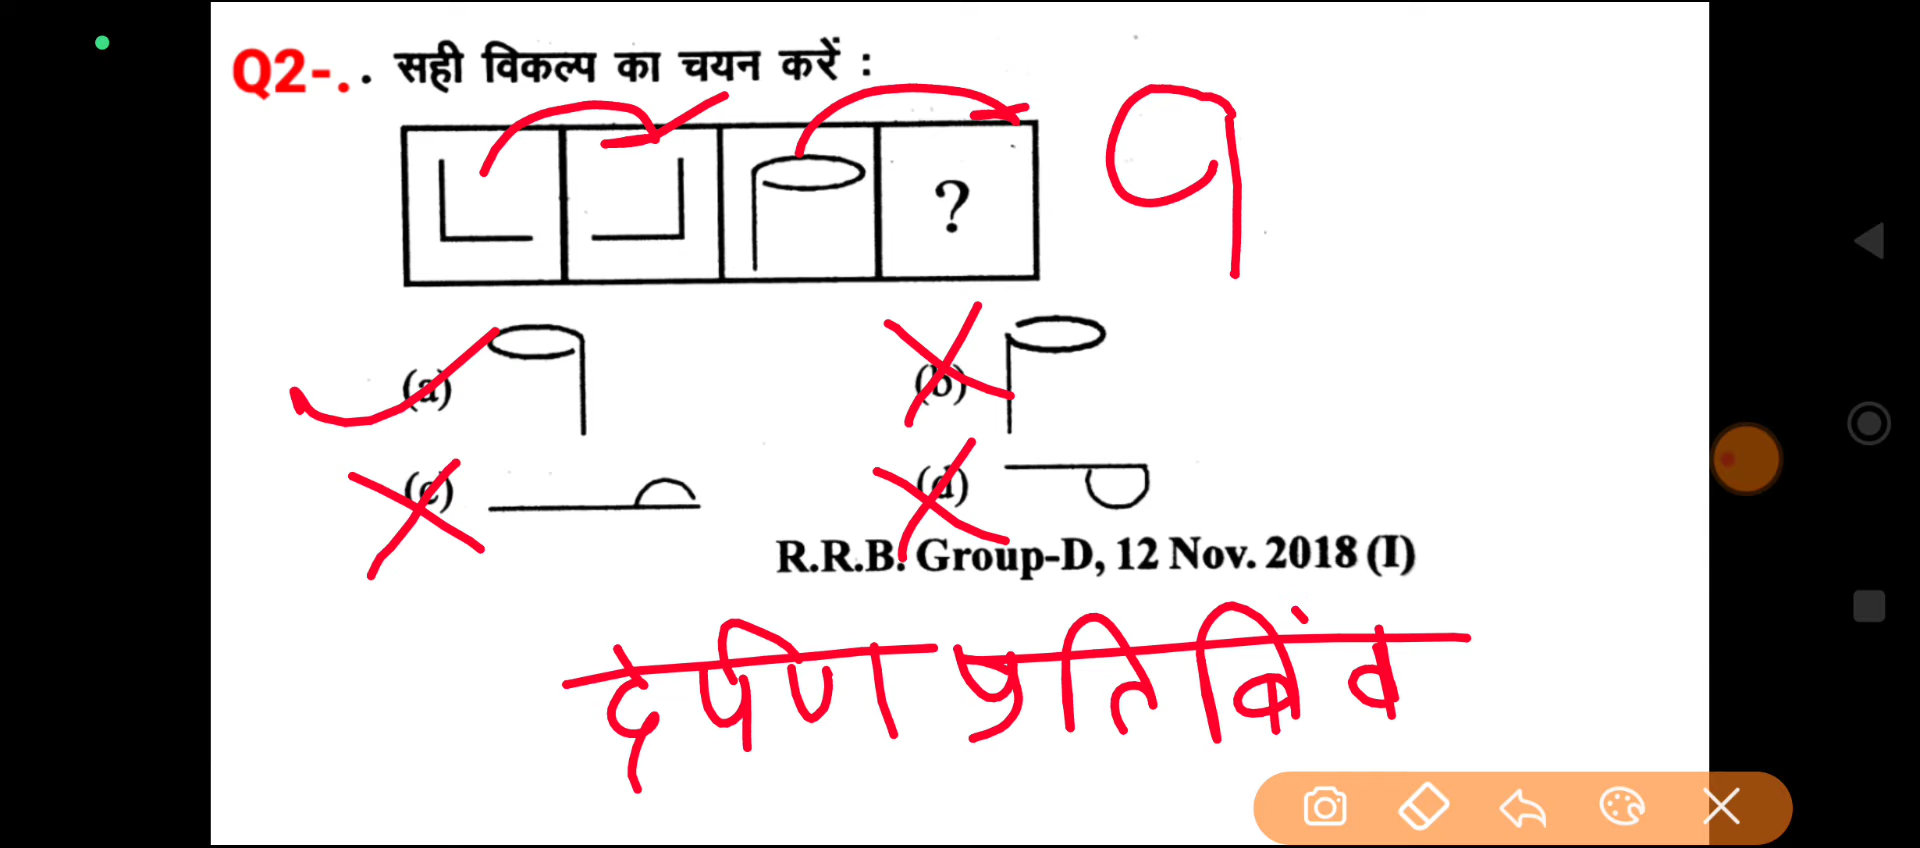 Q2-. . सही विकल्प का चयन करें :
?
(a)
(b)
(c)
(d)
R.R.B. Group-D, 12 Nov. 2018 (I)
दर्पण प्रतिबिंब